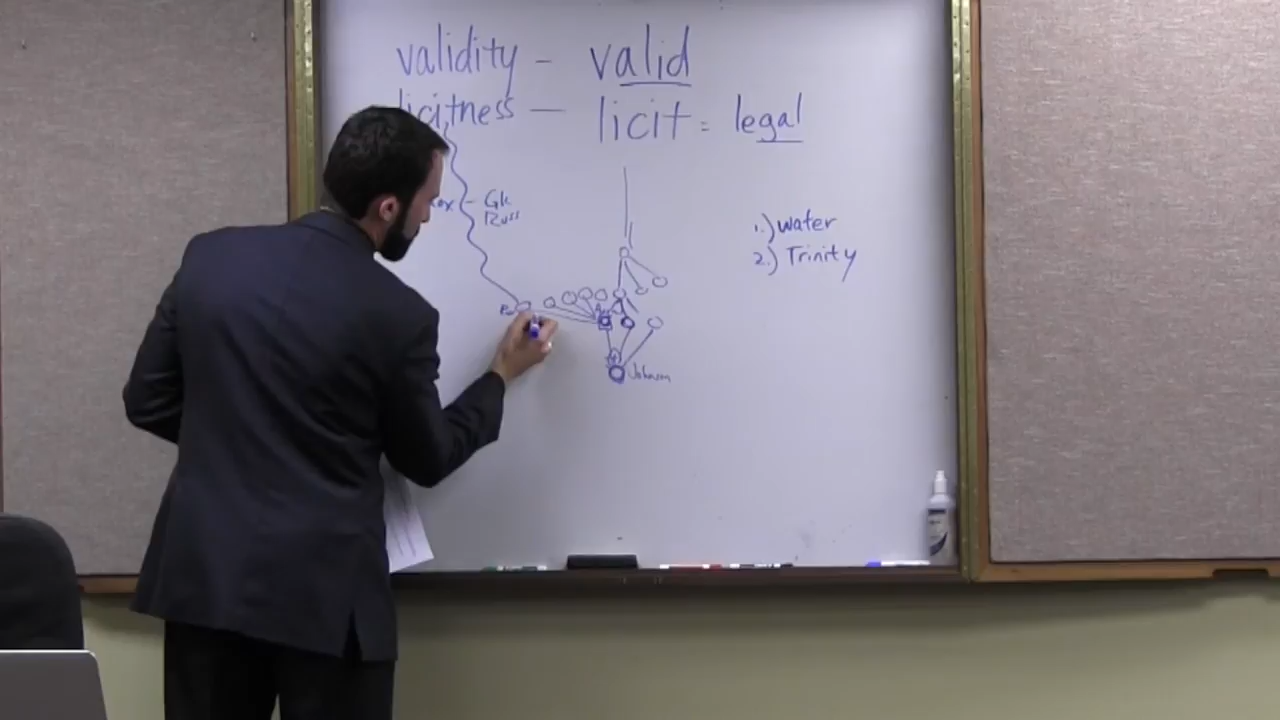 validity – valid
licitness — licit = legal
– Gk
Russ
1.) water
2.) Trinity
Johnson